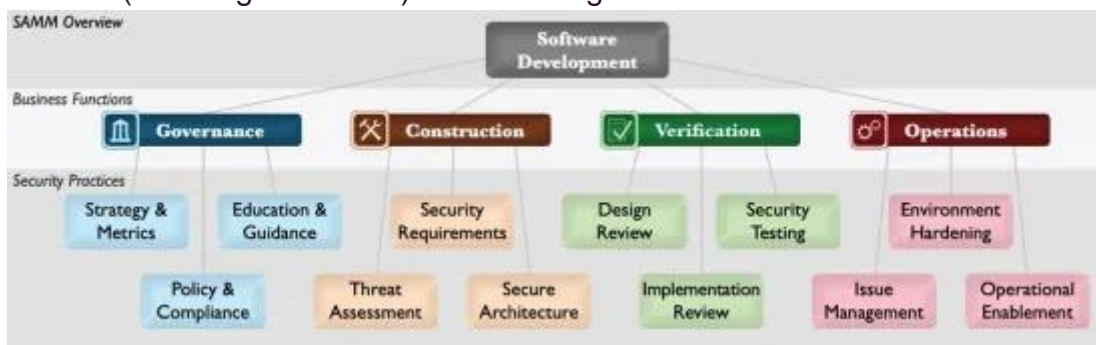 SAMM Overview
Software
Development
Business Functions
Governance
Construction
Verification
Operations
Security Practices
Strategy &
Metrics
Education &
Guidance
Security
Requirements
Design
Review
Security
Testing
Environment
Hardening
Policy &
Compliance
Threat
Assessment
Secure
Architecture
Implementation
Review
Issue
Management
Operational
Enablement